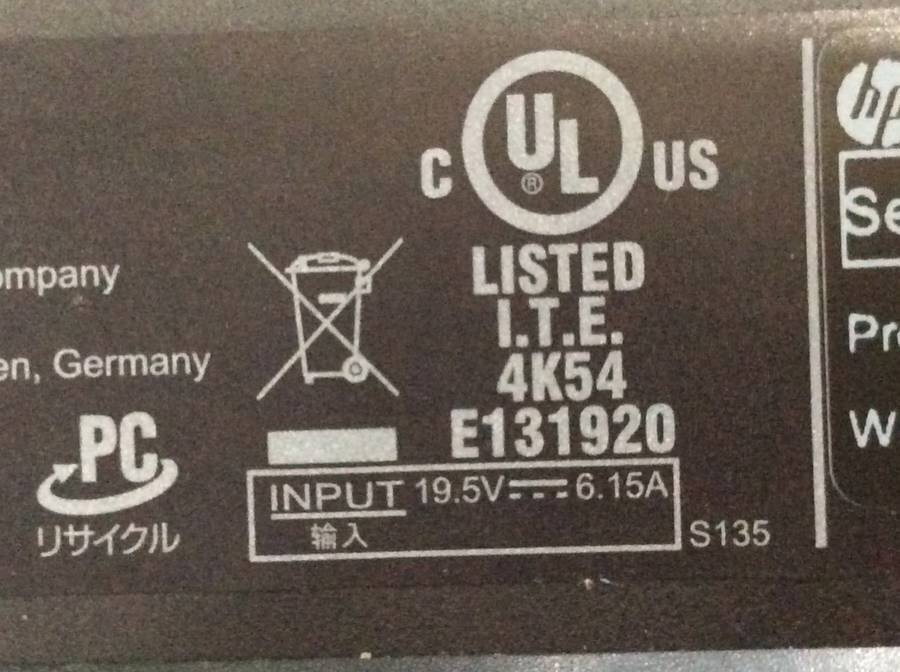 C UL® US
LISTED
I.T.E.
4K54
E131920
ompany
en, Germany
PC
リサイクル
INPUT 19.5V⎓6.15A
輸入
S135
hp
Se
Pr
W